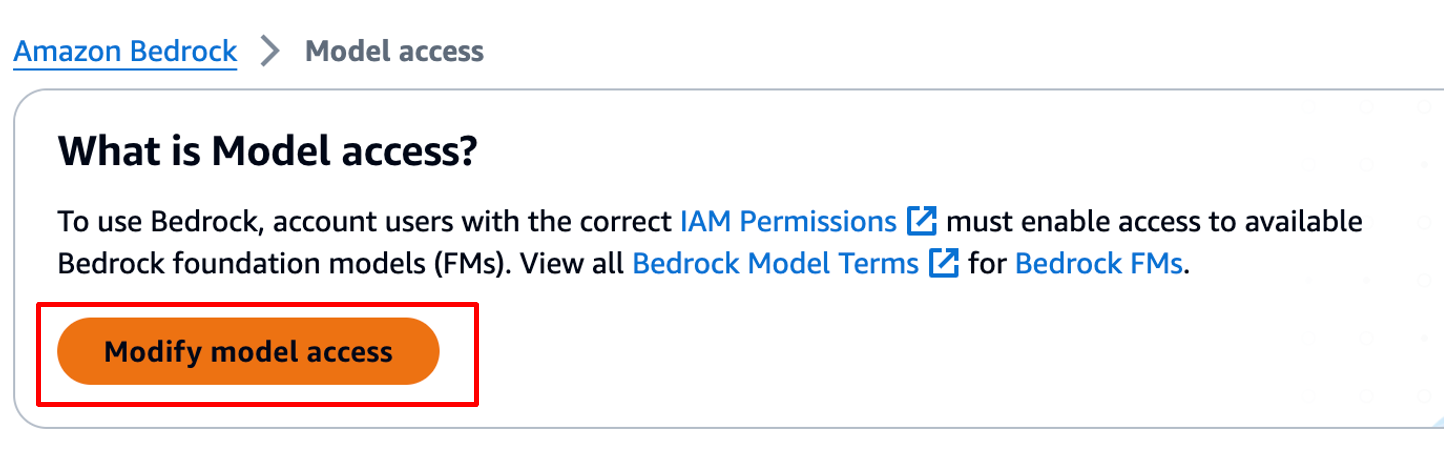 Amazon Bedrock > Model access
What is Model access?
To use Bedrock, account users with the correct IAM Permissions must enable access to available
Bedrock foundation models (FMs). View all Bedrock Model Terms for Bedrock FMs.
Modify model access